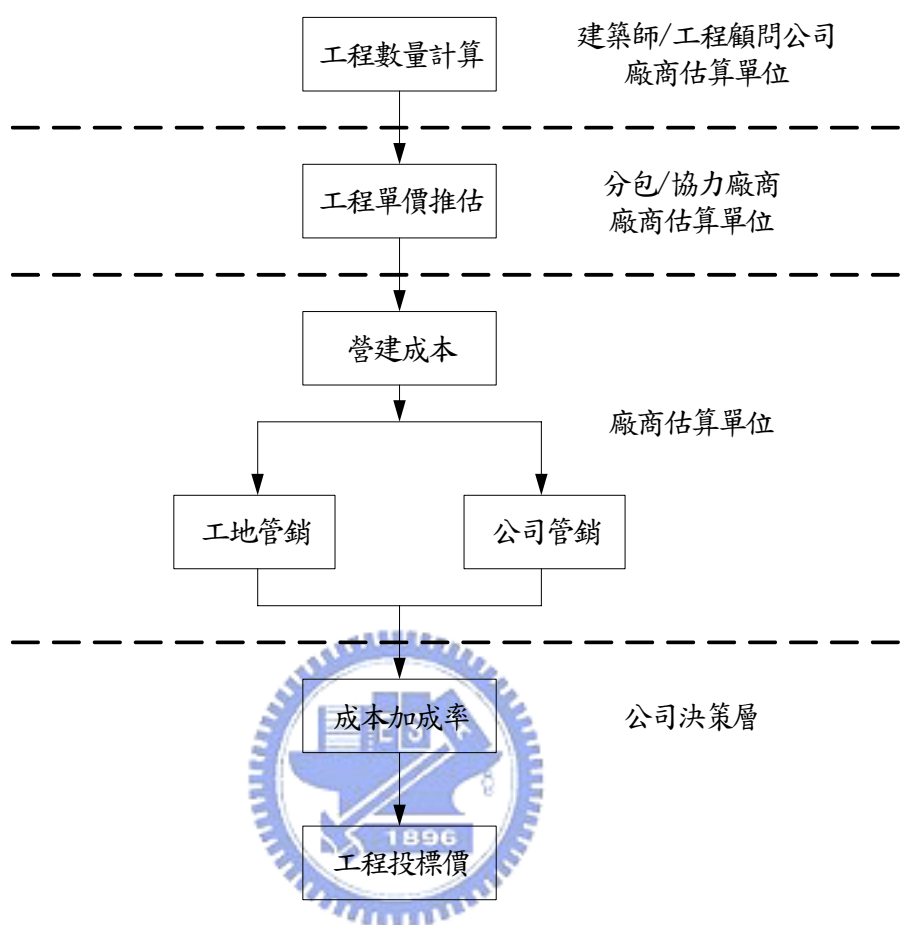 工程數量計算
建築師/工程顧問公司
廠商估算單位
工程單價推估
分包/協力廠商
廠商估算單位
營建成本
廠商估算單位
工地管銷
公司管銷
成本加成率
公司決策層
1896
工程投標價